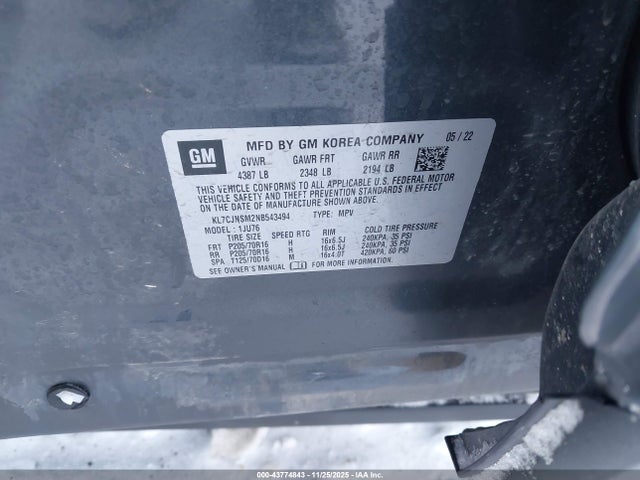 GM
MFD BY GM KOREA COMPANY 05 / 22
GVWR GAWR FRT GAWR RR
4387 LB 2348 LB 2194 LB
THIS VEHICLE CONFORMS TO ALL APPLICABLE U.S. FEDERAL MOTOR
VEHICLE SAFETY AND THEFT PREVENTION STANDARDS IN EFFECT ON
THE DATE OF MANUFACTURE SHOWN ABOVE.
KL7CJNSM2NB543494 TYPE: MPV
MODEL: 1JU76
TIRE SIZE SPEED RTG RIM COLD TIRE PRESSURE
FRT P205/70R16 H 16x6.5J 240KPA, 35 PSI
RR P205/70R16 H 16x6.5J 240KPA, 35 PSI
SPA T125/70D16 M 16x4.0T 420KPA, 60 PSI
SEE OWNER'S MANUAL FOR MORE INFORMATION.
000-43774843 11/25/2025